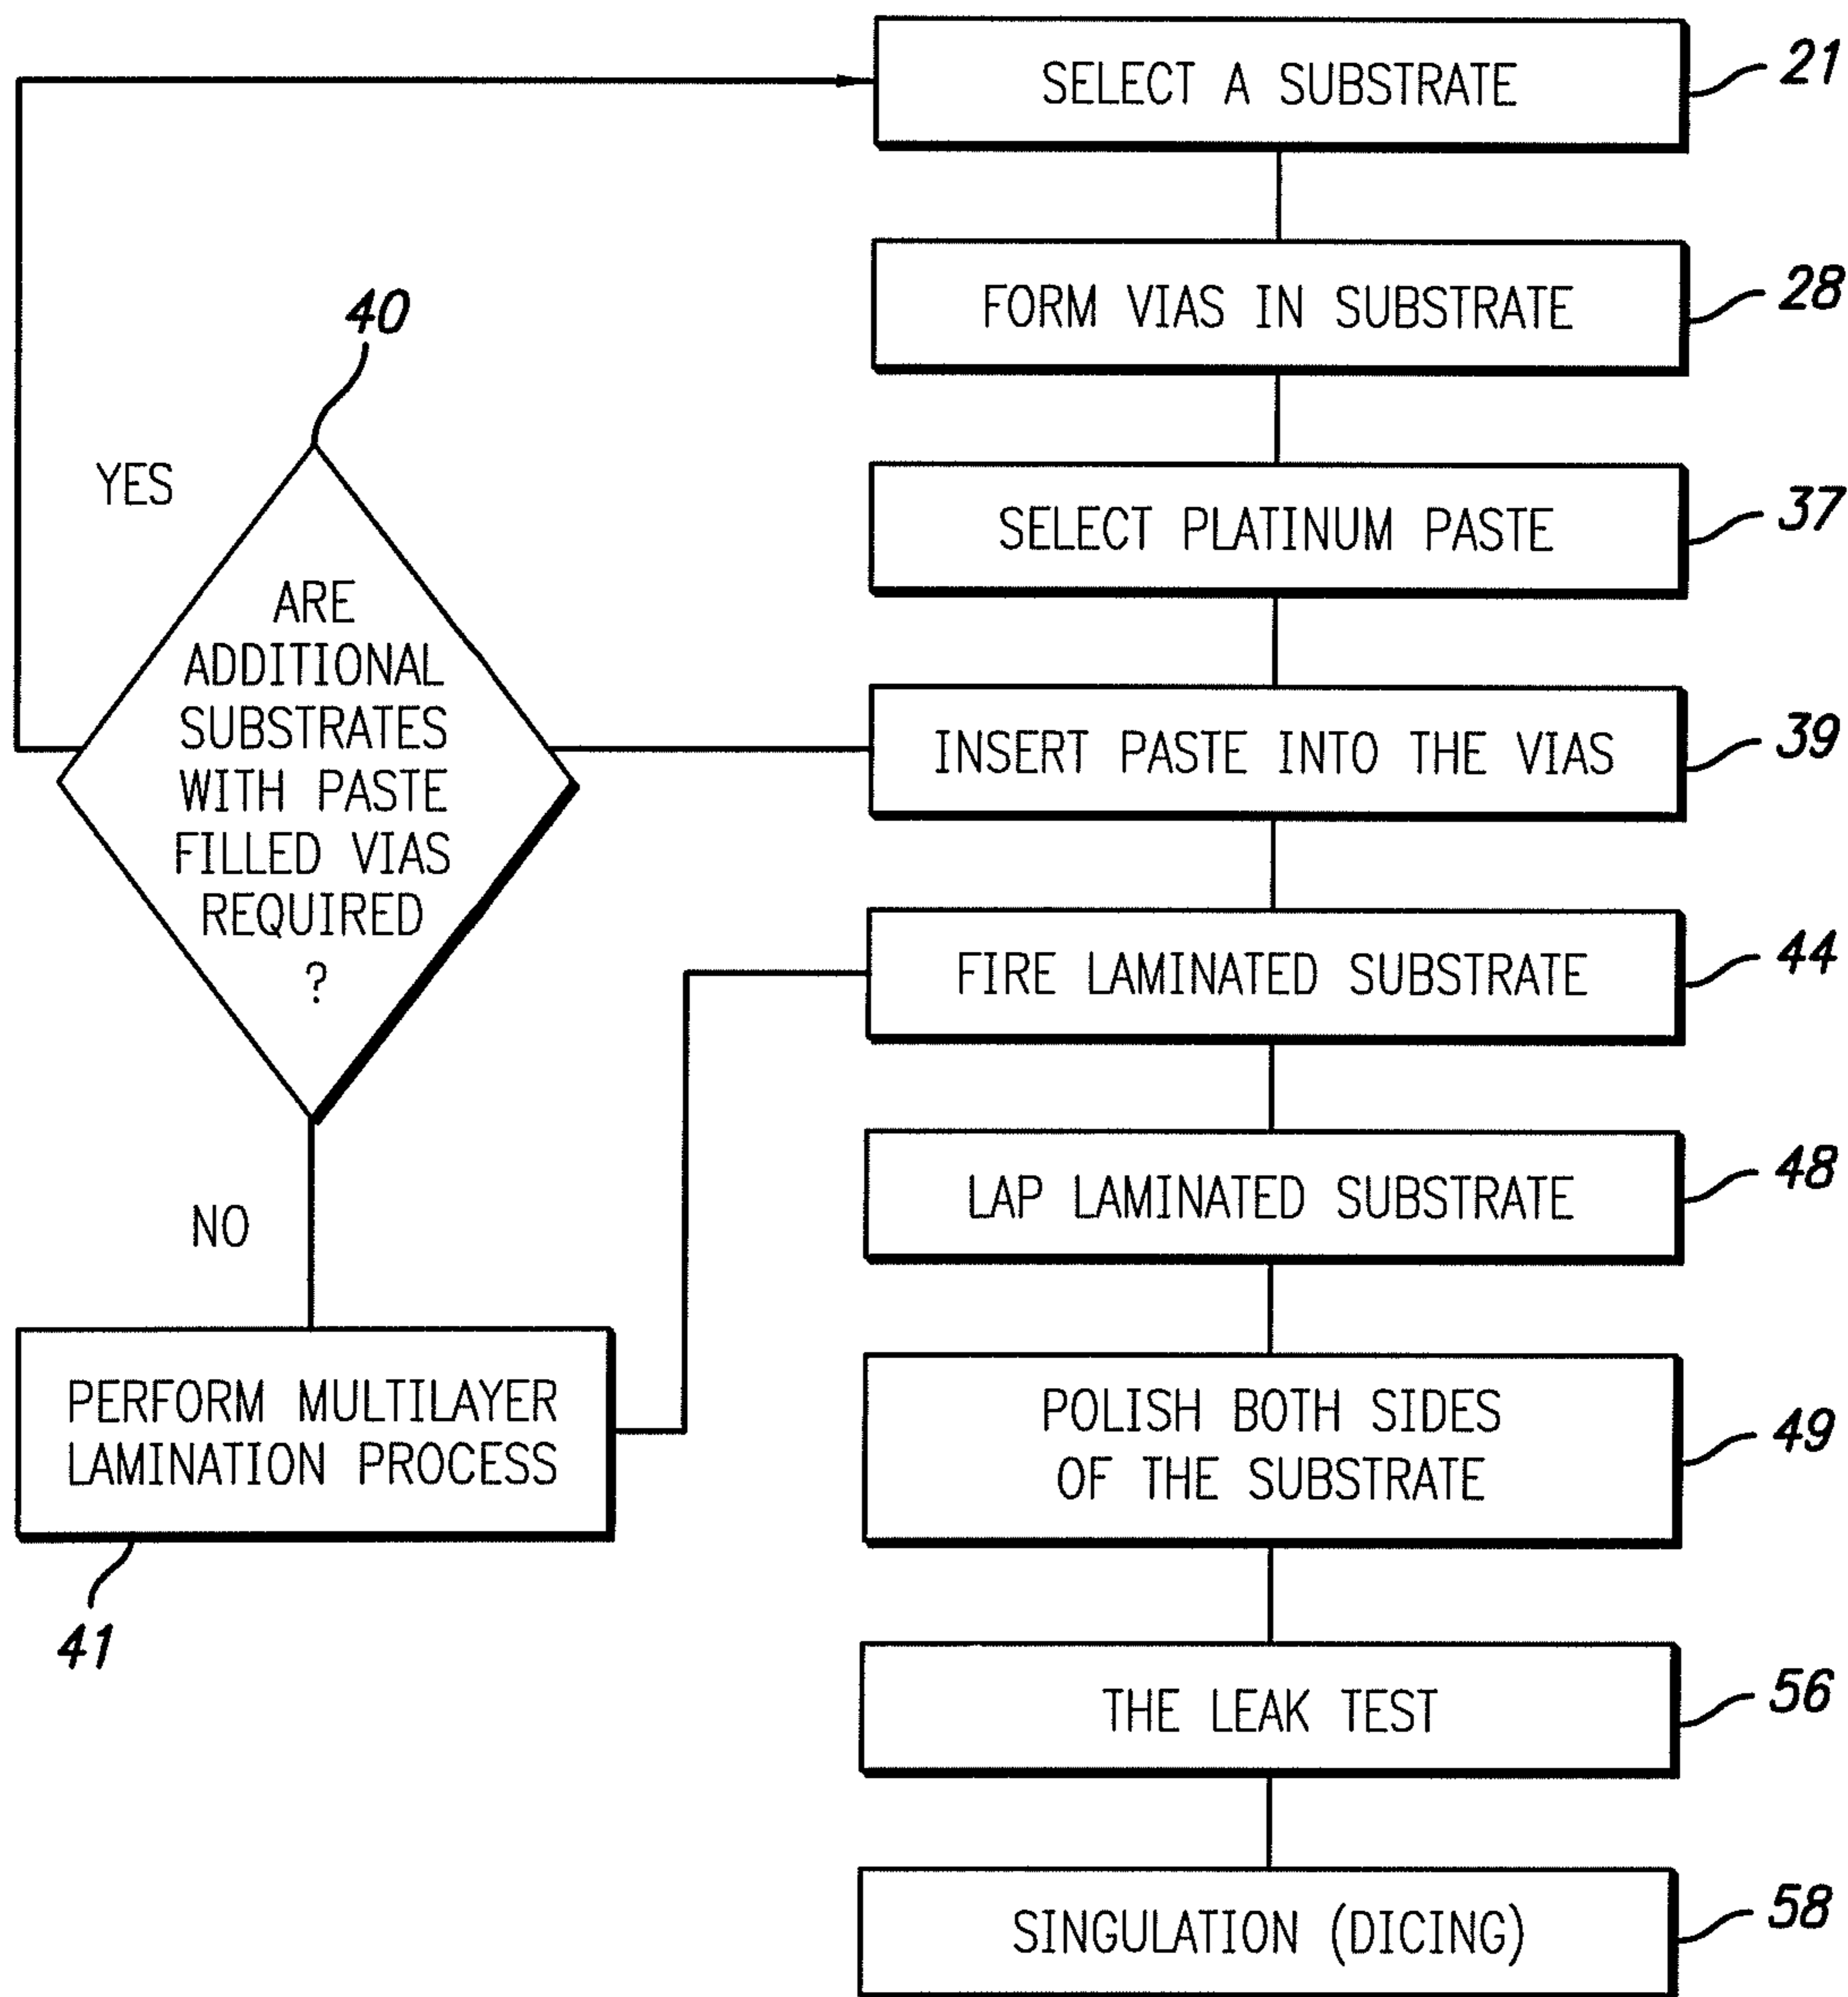 SELECT A SUBSTRATE
21
FORM VIAS IN SUBSTRATE
28
SELECT PLATINUM PASTE
37
INSERT PASTE INTO THE VIAS
39
40
YES
ARE
ADDITIONAL
SUBSTRATES
WITH PASTE
FILLED VIAS
REQUIRED
?
NO
PERFORM MULTILAYER
LAMINATION PROCESS
41
FIRE LAMINATED SUBSTRATE
44
LAP LAMINATED SUBSTRATE
48
POLISH BOTH SIDES
OF THE SUBSTRATE
49
THE LEAK TEST
56
SINGULATION (DICING)
58